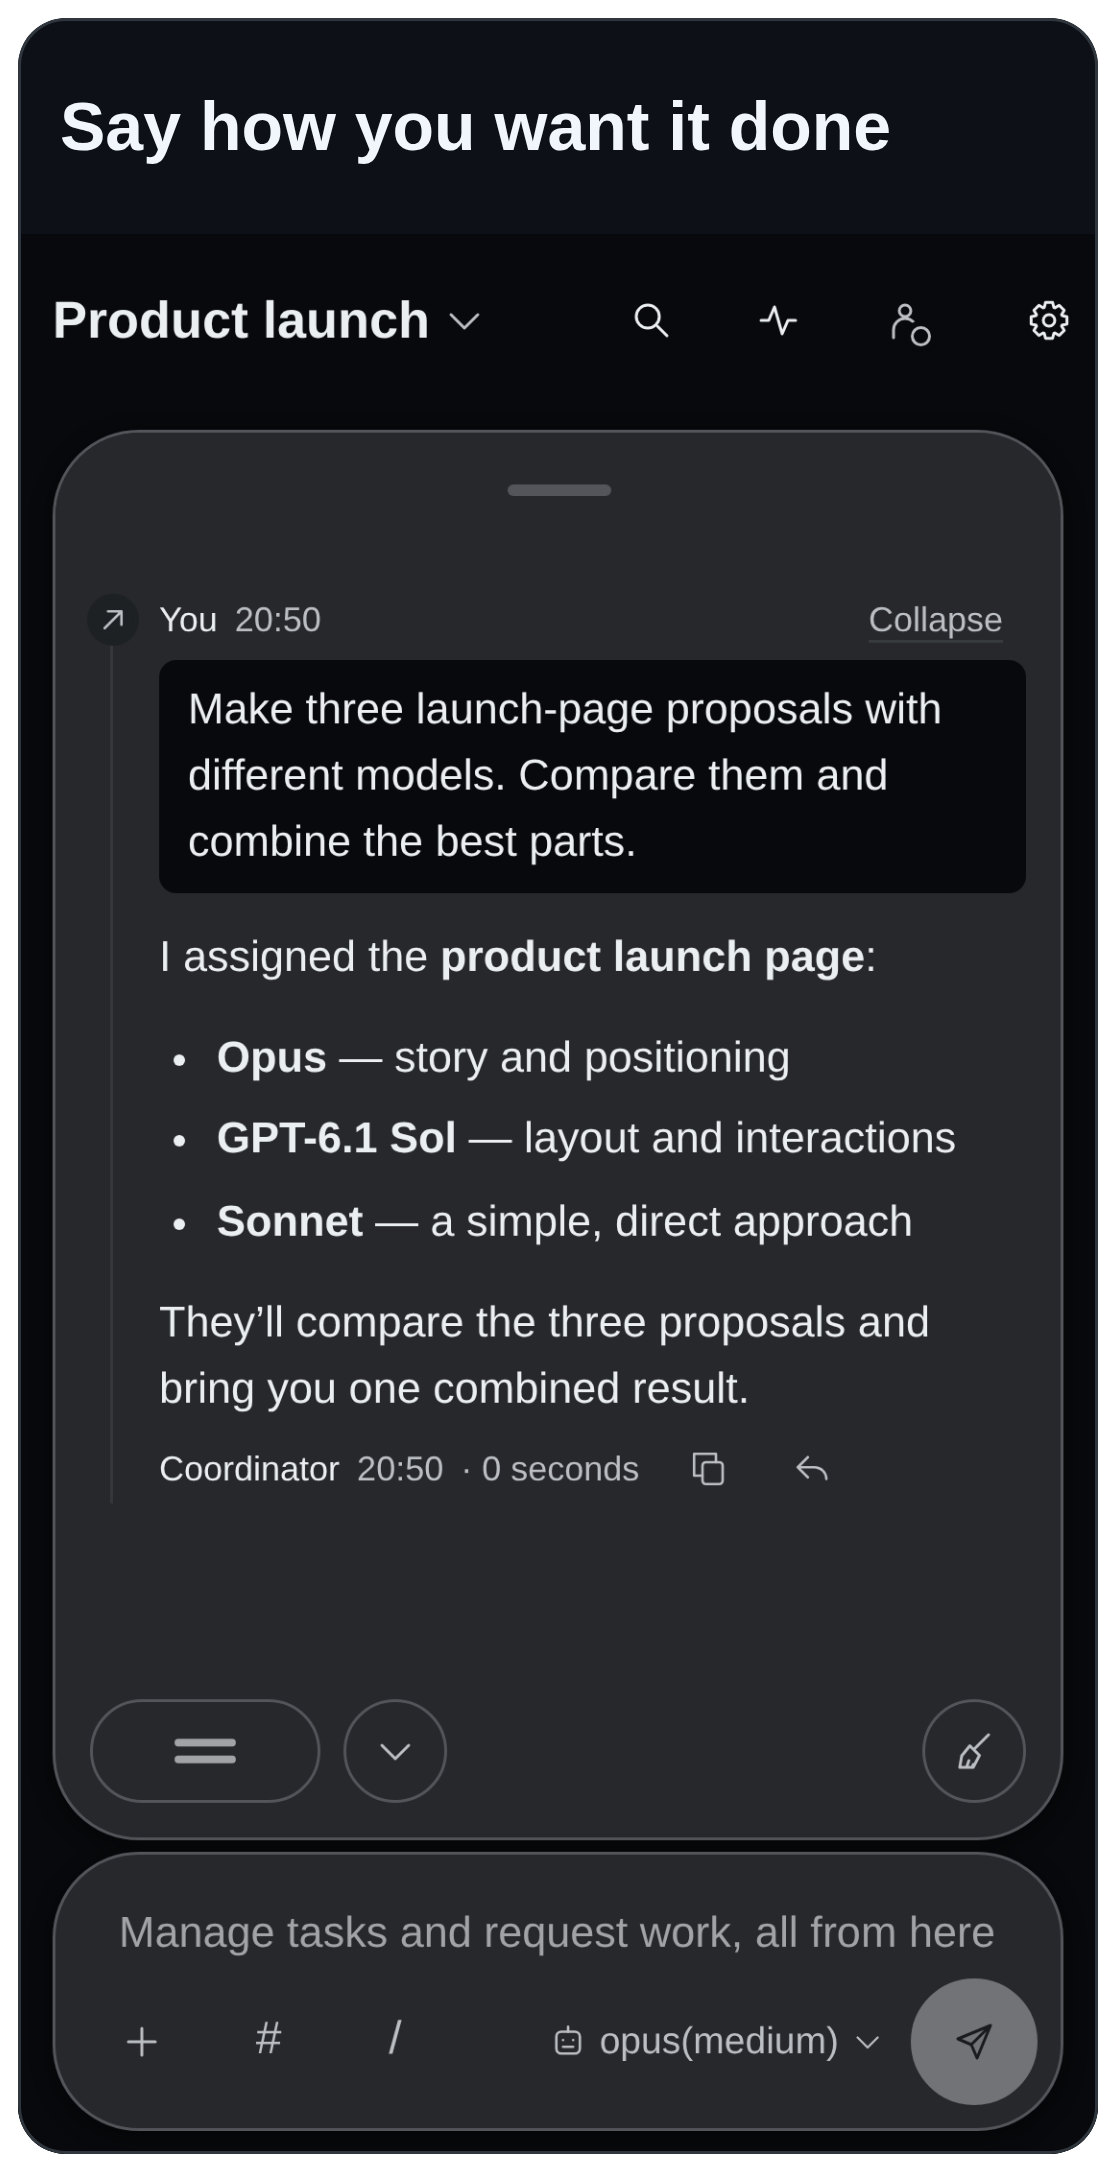 Say how you want it done
Product launch
You 20:50
Collapse
Make three launch-page proposals with
different models. Compare them and
combine the best parts.
I assigned the product launch page:
• Opus — story and positioning
• GPT-6.1 Sol — layout and interactions
• Sonnet — a simple, direct approach
They’ll compare the three proposals and
bring you one combined result.
Coordinator 20:50 · 0 seconds
Manage tasks and request work, all from here
# /
opus(medium)